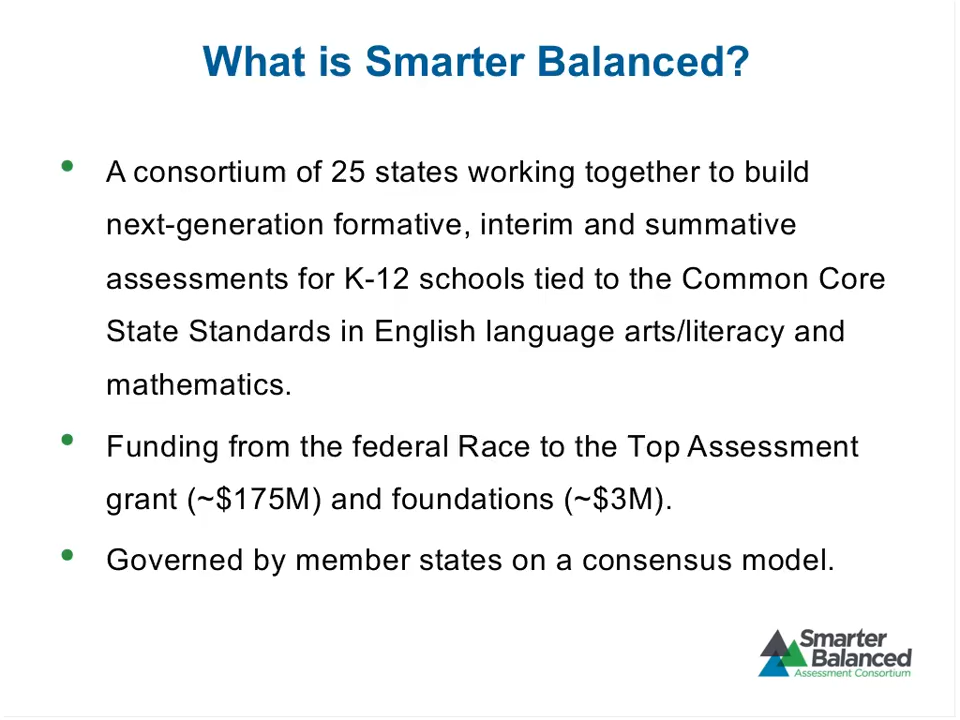 What is Smarter Balanced?
• A consortium of 25 states working together to build
next-generation formative, interim and summative
assessments for K-12 schools tied to the Common Core
State Standards in English language arts/literacy and
mathematics.
• Funding from the federal Race to the Top Assessment
grant (~$175M) and foundations (~$3M).
• Governed by member states on a consensus model.
Smarter
Balanced
Assessment Consortium